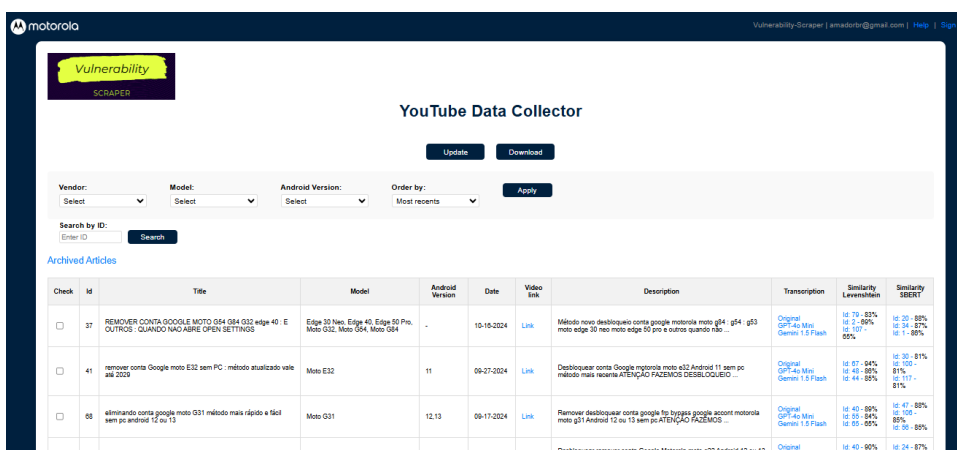 motorola
Vulnerability-Scraper | amadorbr@gmail.com | Help | Sign
Vulnerability
SCRAPER
YouTube Data Collector
Update Download
Vendor: Model: Android Version: Order by:
Select Select Select Most recents Apply
Search by ID:
Enter ID Search
Archived Articles
Check Id Title Model Android Version Date Video link Description Transcription Similarity Levenshtein Similarity SBERT
37
REMOVER CONTA GOOGLE MOTO G54 G84 G32 edge 40 : E
OUTROS : QUANDO NAO ABRE OPEN SETTINGS
Edge 30 Neo, Edge 40, Edge 50 Pro,
Moto G32, Moto G54, Moto G84
-
10-16-2024
Link
Método novo desbloqueio conta google motorola moto g84 : g54 : g53
moto edge 30 neo moto edge 50 pro e outros quando não ...
Original
GPT-4o Mini
Gemini 1.5 Flash
Id: 79 - 83%
Id: 2 - 69%
Id: 107 -
66%
Id: 20 - 88%
Id: 34 - 87%
Id: 1 - 86%
41
remover conta Google moto E32 sem PC : método atualizado vale
até 2029
Moto E32
11
09-27-2024
Link
Desbloquear conta Google mptorola moto e32 Android 11 sem pc
método mais recente ATENÇÃO FAZEMOS DESBLOQUEIO ...
Original
GPT-4o Mini
Gemini 1.5 Flash
Id: 67 - 94%
Id: 48 - 86%
Id: 44 - 85%
Id: 30 - 81%
Id: 100 -
81%
Id: 117 -
81%
68
eliminando conta google moto G31 método mais rápido e fácil
sem pc android 12 ou 13
Moto G31
12,13
09-17-2024
Link
Remover desbloquear conta google frp bypass google accont motorola
moto g31 Android 12 ou 13 sem pc ATENÇÃO FAZEMOS ...
Original
GPT-4o Mini
Gemini 1.5 Flash
Id: 40 - 89%
Id: 55 - 84%
Id: 65 - 65%
Id: 47 - 88%
Id: 106 -
85%
Id: 56 - 85%
Original
Id: 40 - 90%
Id: 24 - 87%